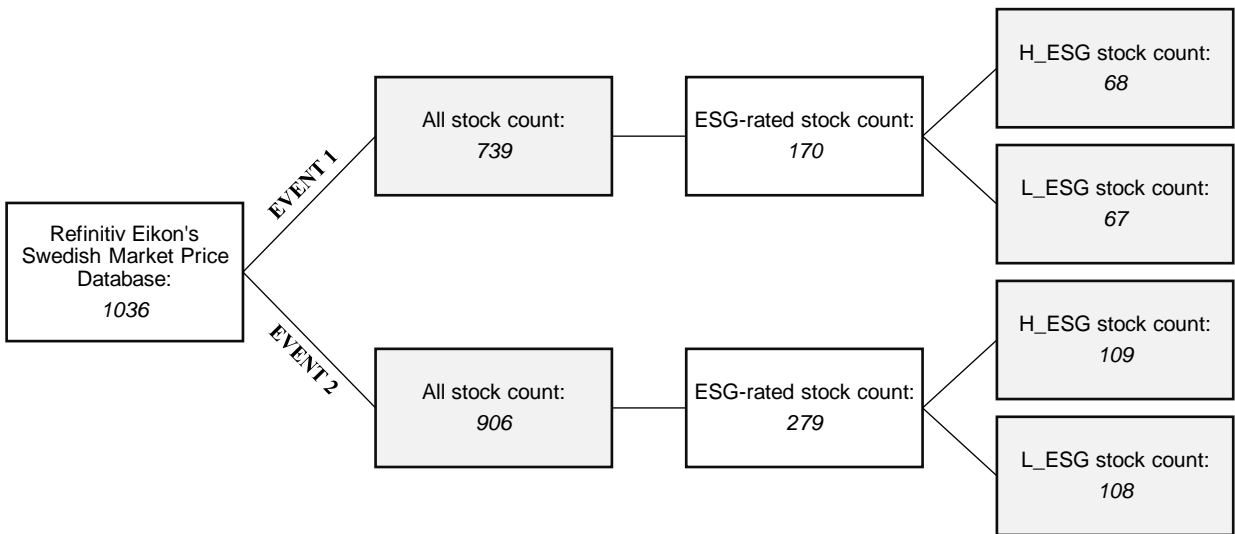 Refinitiv Eikon's
Swedish Market Price
Database:
1036
EVENT 1
All stock count:
739
ESG-rated stock count:
170
H_ESG stock count:
68
L_ESG stock count:
67
EVENT 2
All stock count:
906
ESG-rated stock count:
279
H_ESG stock count:
109
L_ESG stock count:
108